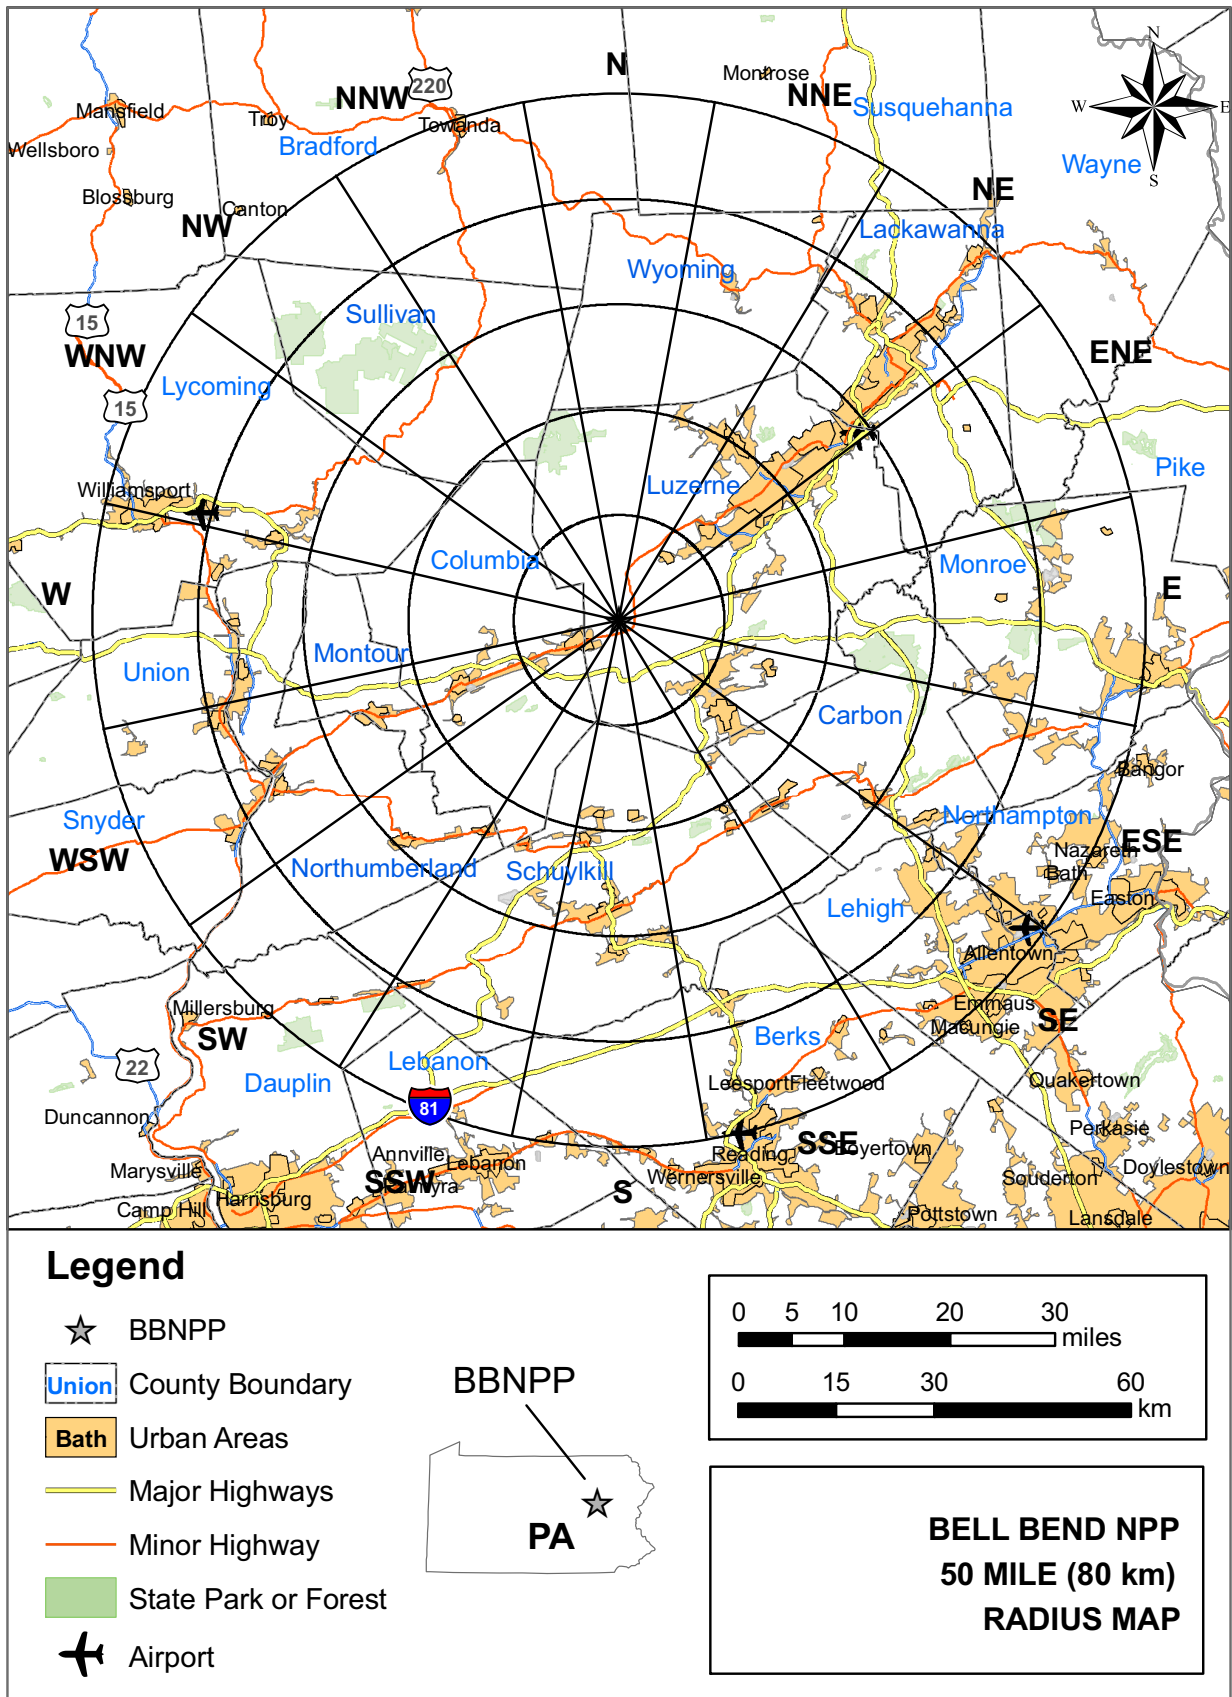 N
Montrose
N
NNW
220
NNE
Susquehanna
W
E
Mansfield
Troy
Towanda
Bradford
Wellsboro
Wayne
S
Blossburg
Canton
NW
NE
Lackawanna
Wyoming
Sullivan
15
WNW
ENE
Lycoming
15
Pike
Williamsport
Luzerne
Columbia
Monroe
W
E
Montour
Union
Carbon
Bangor
Snyder
Northampton
WSW
ESE
Nazareth
Northumberland
Schuylkill
Bath
Easton
Lehigh
Allentown
Millersburg
Emmaus
SW
Macungie
SE
Berks
22
Lebanon
Dauplin
LeesportFleetwood
Quakertown
81
Duncannon
Perkasie
SSE
Boyertown
Annville
Reading
Marysville
Lebanon
Doylestown
Wernersville
Souderton
SSW
S
Harrisburg
Camp Hill
Pottstown
Lansdale
Legend
BBNPP
Union County Boundary
Bath Urban Areas
Major Highways
Minor Highway
State Park or Forest
Airport
BBNPP
PA
0 5 10 20 30
miles
0 15 30 60
km
BELL BEND NPP
50 MILE (80 km)
RADIUS MAP